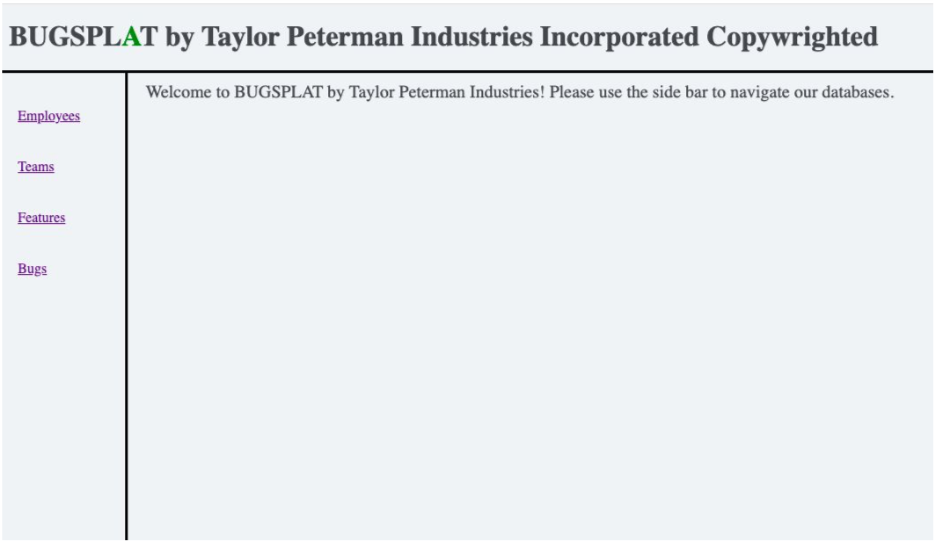 BUGSPLAT by Taylor Peterman Industries Incorporated Copywrighted
Welcome to BUGSPLAT by Taylor Peterman Industries! Please use the side bar to navigate our databases.
Employees
Teams
Features
Bugs